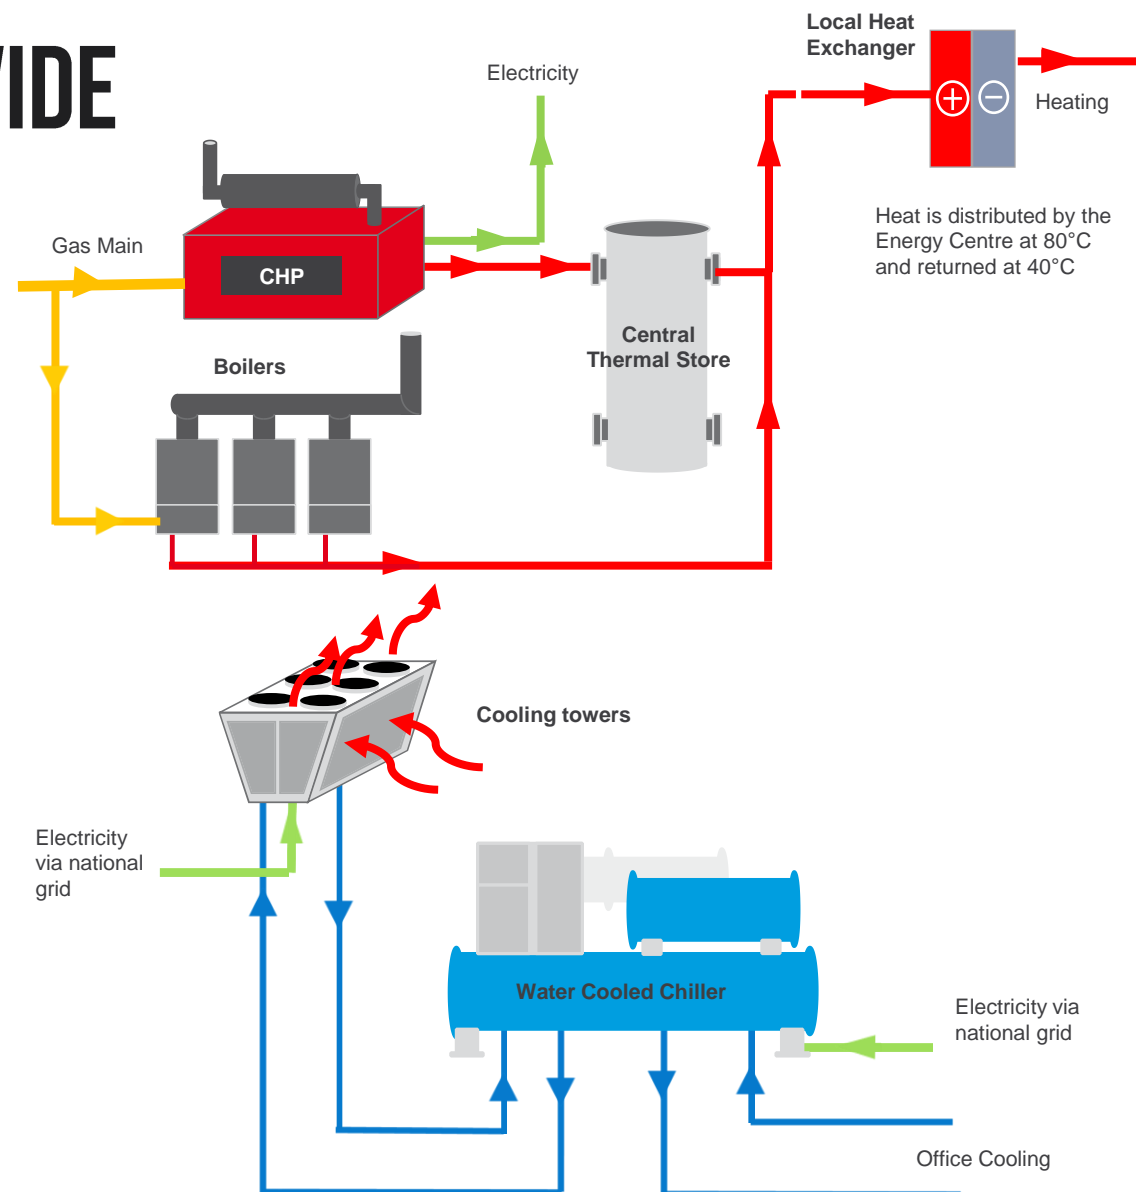 VIDE
Local Heat
Exchanger
Electricity
Heating
Heat is distributed by the
Energy Centre at 80°C
and returned at 40°C
Gas Main
CHP
Central
Thermal Store
Boilers
Cooling towers
Electricity
via national
grid
Water Cooled Chiller
Electricity via
national grid
Office Cooling